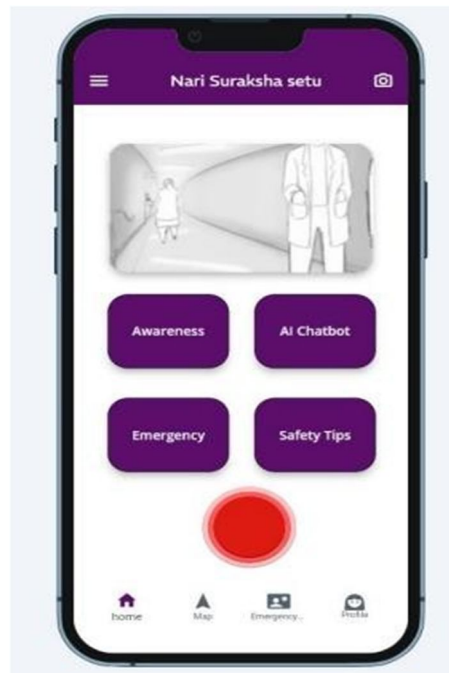 Nari Suraksha setu
Awareness AI Chatbot
Emergency Safety Tips
home Map Emergency... Profile